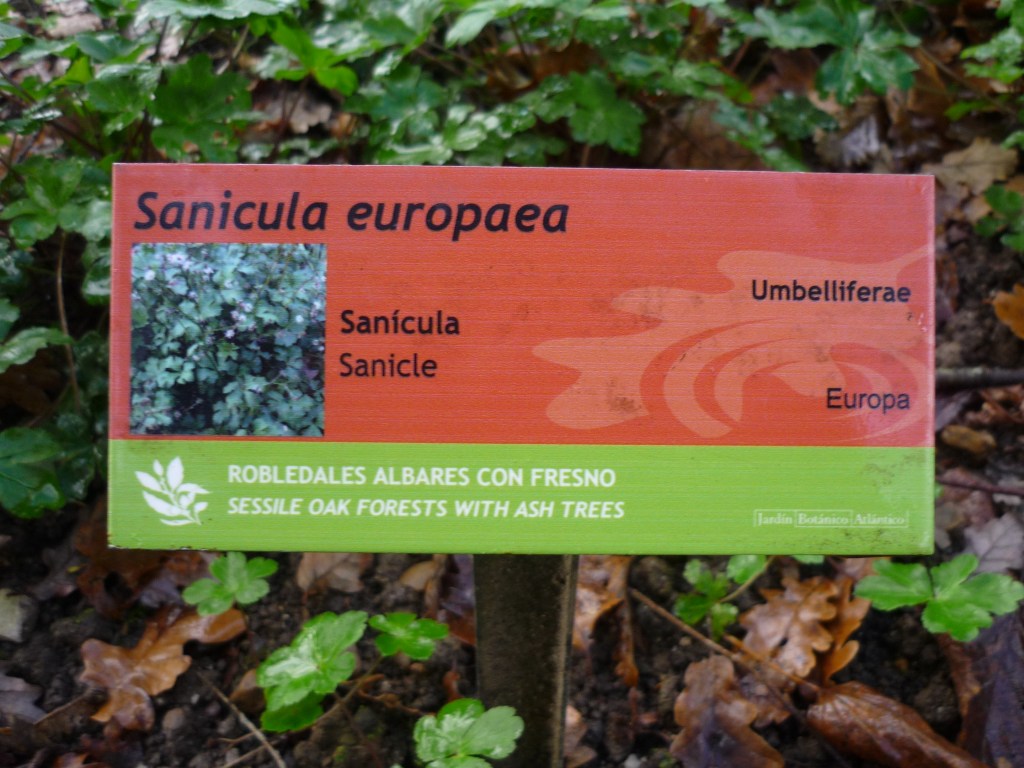 Sanicula europaea
Sanícula
Sanicle
Umbelliferae
Europa
ROBLEDALES ALBARES CON FRESNO
SESSILE OAK FORESTS WITH ASH TREES
Jardín Botánico Atlántico